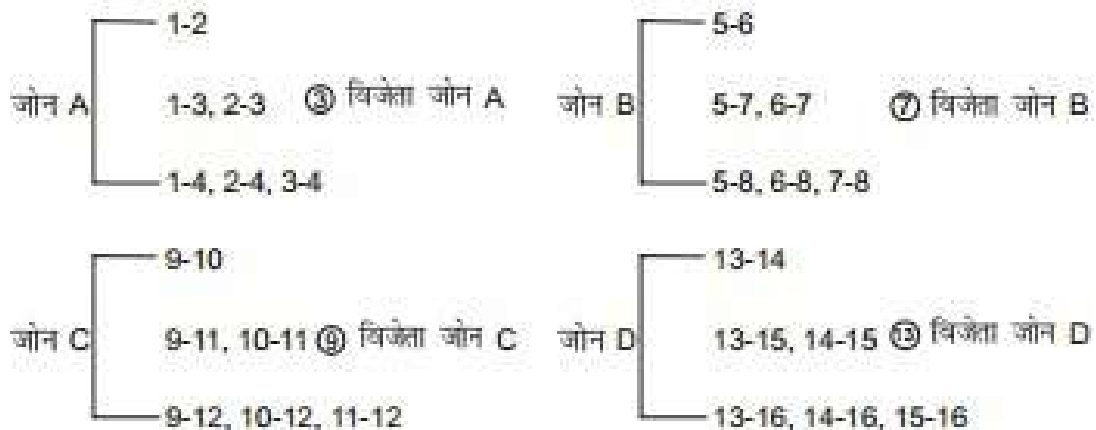 1-2
5-6
जोन A 1-3, 2-3 ③ विजेता जोन A
जोन B 5-7, 6-7 ⑦ विजेता जोन B
1-4, 2-4, 3-4
5-8, 6-8, 7-8
9-10
13-14
जोन C 9-11, 10-11 ⑨ विजेता जोन C
जोन D 13-15, 14-15 ⑬ विजेता जोन D
9-12, 10-12, 11-12
13-16, 14-16, 15-16